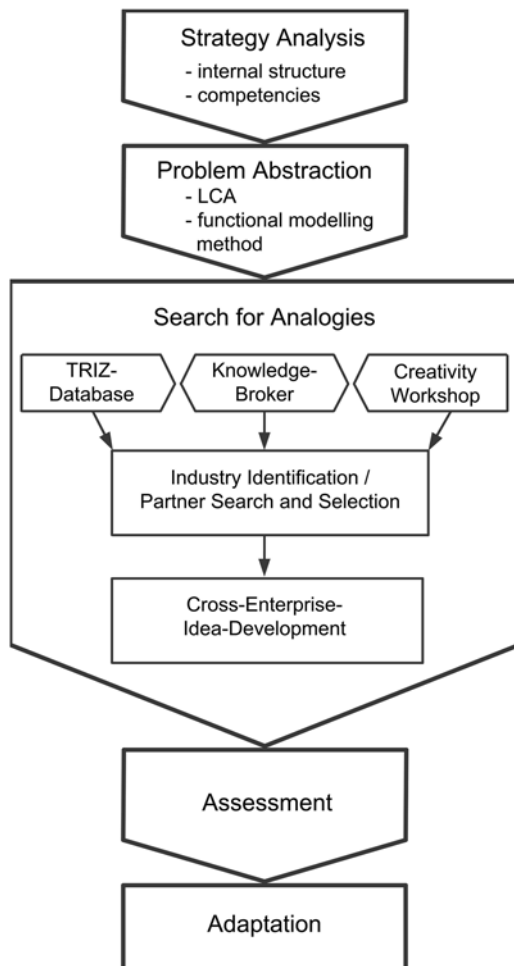 Strategy Analysis
- internal structure
- competencies
Problem Abstraction
- LCA
- functional modelling
method
Search for Analogies
TRIZ-
Database
Knowledge-
Broker
Creativity
Workshop
Industry Identification /
Partner Search and Selection
Cross-Enterprise-
Idea-Development
Assessment
Adaptation